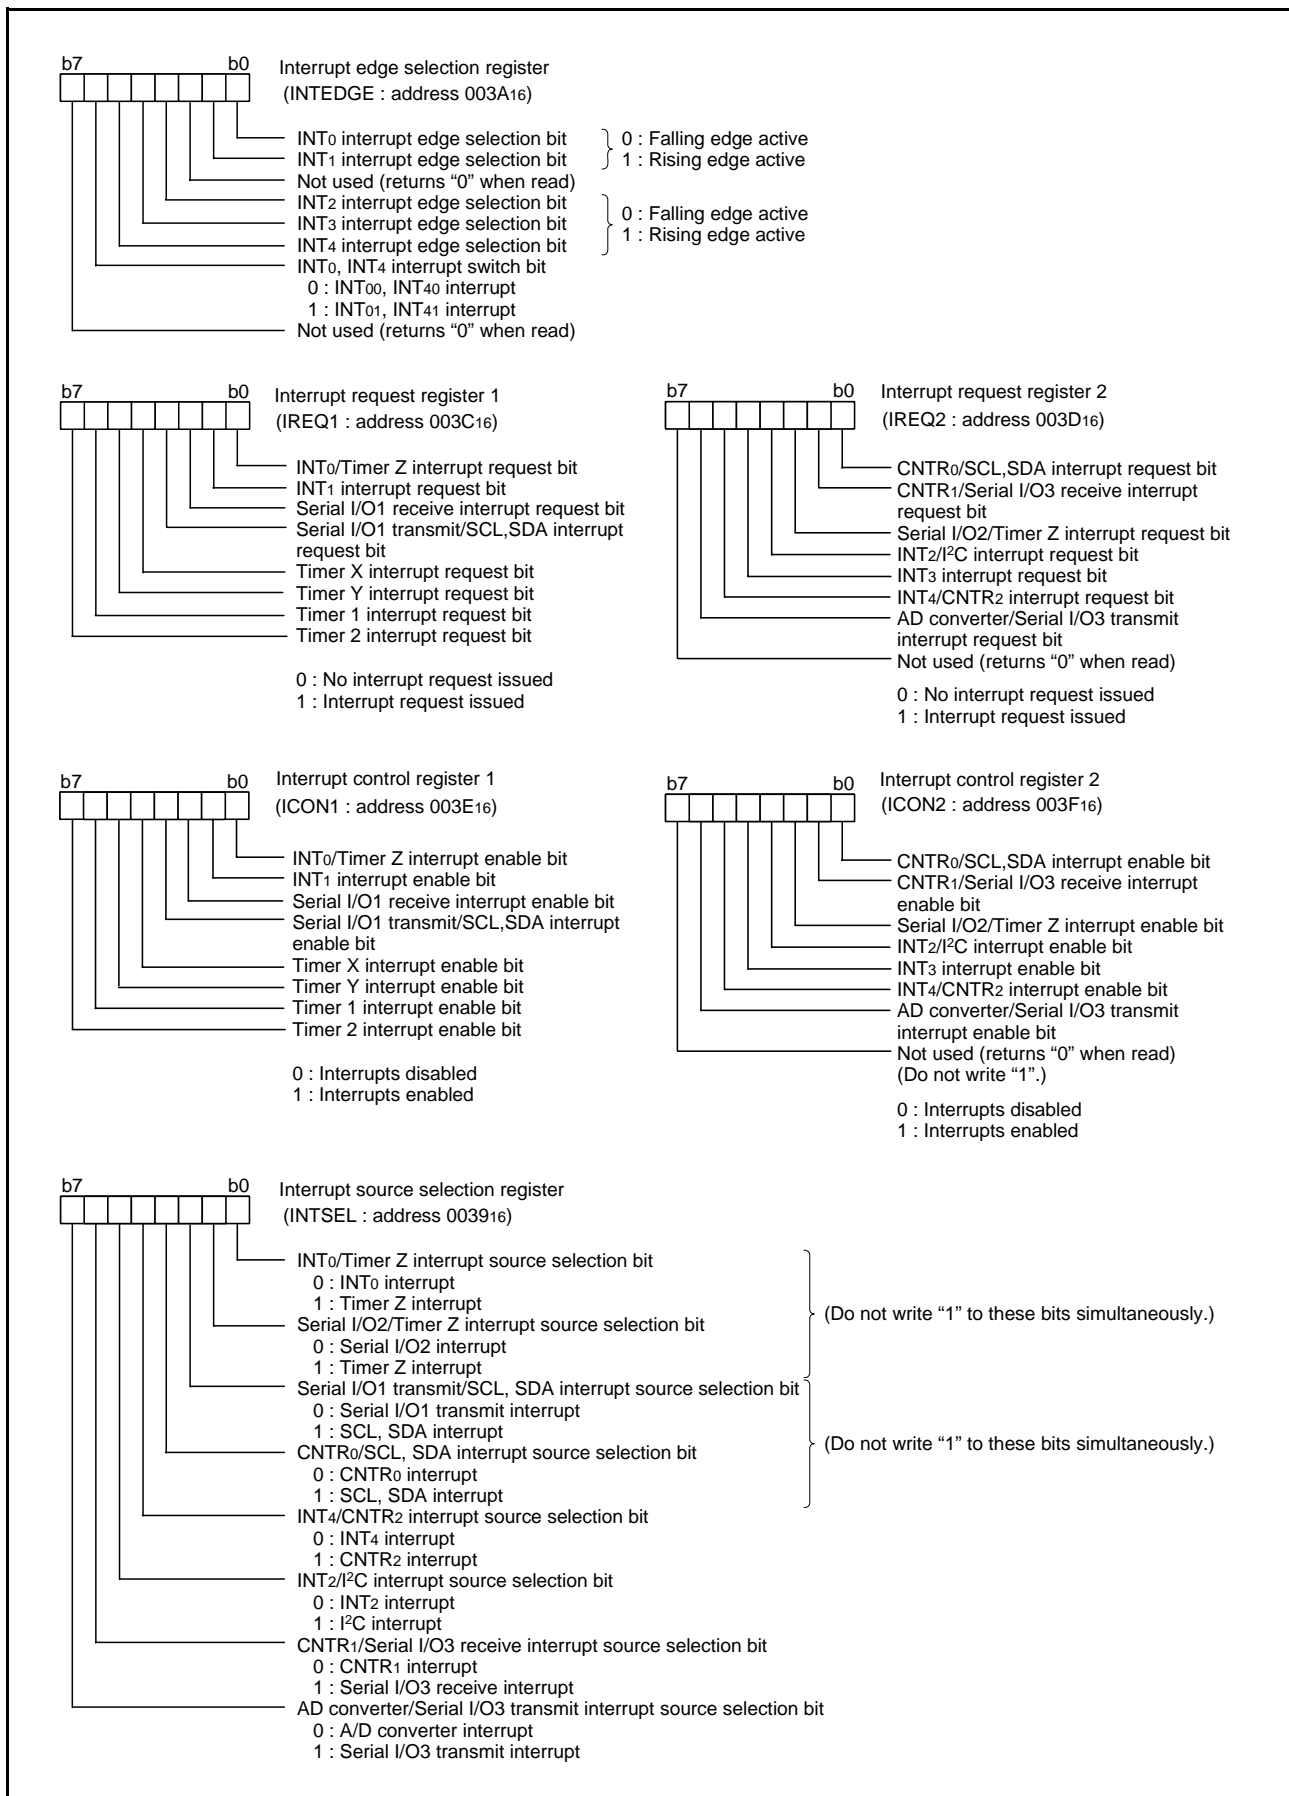 b7 b0 Interrupt edge selection register
(INTEDGE : address 003A16)
INT0 interrupt edge selection bit
INT1 interrupt edge selection bit
0 : Falling edge active
1 : Rising edge active
Not used (returns “0” when read)
INT2 interrupt edge selection bit
INT3 interrupt edge selection bit
INT4 interrupt edge selection bit
0 : Falling edge active
1 : Rising edge active
INT0, INT4 interrupt switch bit
0 : INT00, INT40 interrupt
1 : INT01, INT41 interrupt
Not used (returns “0” when read)
b7 b0 Interrupt request register 1
(IREQ1 : address 003C16)
INT0/Timer Z interrupt request bit
INT1 interrupt request bit
Serial I/O1 receive interrupt request bit
Serial I/O1 transmit/SCL,SDA interrupt
request bit
Timer X interrupt request bit
Timer Y interrupt request bit
Timer 1 interrupt request bit
Timer 2 interrupt request bit
0 : No interrupt request issued
1 : Interrupt request issued
b7 b0 Interrupt request register 2
(IREQ2 : address 003D16)
CNTR0/SCL,SDA interrupt request bit
CNTR1/Serial I/O3 receive interrupt
request bit
Serial I/O2/Timer Z interrupt request bit
INT2/I²C interrupt request bit
INT3 interrupt request bit
INT4/CNTR2 interrupt request bit
AD converter/Serial I/O3 transmit
interrupt request bit
Not used (returns “0” when read)
0 : No interrupt request issued
1 : Interrupt request issued
b7 b0 Interrupt control register 1
(ICON1 : address 003E16)
INT0/Timer Z interrupt enable bit
INT1 interrupt enable bit
Serial I/O1 receive interrupt enable bit
Serial I/O1 transmit/SCL,SDA interrupt
enable bit
Timer X interrupt enable bit
Timer Y interrupt enable bit
Timer 1 interrupt enable bit
Timer 2 interrupt enable bit
0 : Interrupts disabled
1 : Interrupts enabled
b7 b0 Interrupt control register 2
(ICON2 : address 003F16)
CNTR0/SCL,SDA interrupt enable bit
CNTR1/Serial I/O3 receive interrupt
enable bit
Serial I/O2/Timer Z interrupt enable bit
INT2/I²C interrupt enable bit
INT3 interrupt enable bit
INT4/CNTR2 interrupt enable bit
AD converter/Serial I/O3 transmit
interrupt enable bit
Not used (returns “0” when read)
(Do not write “1”.)
0 : Interrupts disabled
1 : Interrupts enabled
b7 b0 Interrupt source selection register
(INTSEL : address 003916)
INT0/Timer Z interrupt source selection bit
0 : INT0 interrupt
1 : Timer Z interrupt
Serial I/O2/Timer Z interrupt source selection bit
0 : Serial I/O2 interrupt
1 : Timer Z interrupt
(Do not write “1” to these bits simultaneously.)
Serial I/O1 transmit/SCL, SDA interrupt source selection bit
0 : Serial I/O1 transmit interrupt
1 : SCL, SDA interrupt
CNTR0/SCL, SDA interrupt source selection bit
0 : CNTR0 interrupt
1 : SCL, SDA interrupt
(Do not write “1” to these bits simultaneously.)
INT4/CNTR2 interrupt source selection bit
0 : INT4 interrupt
1 : CNTR2 interrupt
INT2/I²C interrupt source selection bit
0 : INT2 interrupt
1 : I²C interrupt
CNTR1/Serial I/O3 receive interrupt source selection bit
0 : CNTR1 interrupt
1 : Serial I/O3 receive interrupt
AD converter/Serial I/O3 transmit interrupt source selection bit
0 : A/D converter interrupt
1 : Serial I/O3 transmit interrupt